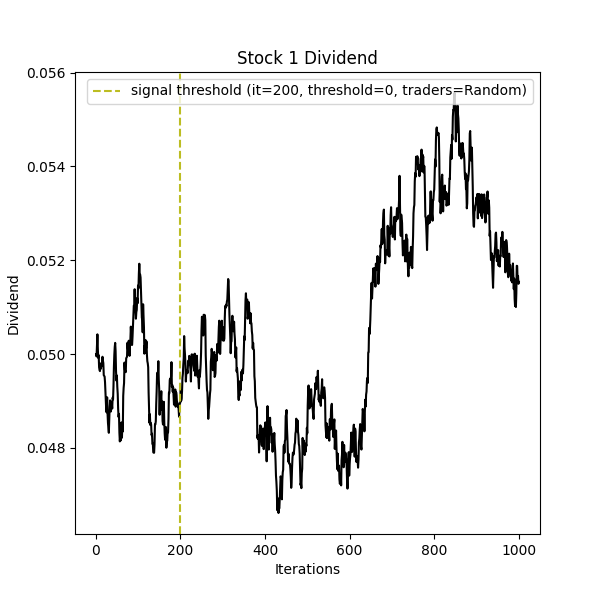 Stock 1 Dividend
signal threshold (it=200, threshold=0, traders=Random)
0.056
0.054
0.052
0.050
0.048
Dividend
0 200 400 600 800 1000
Iterations